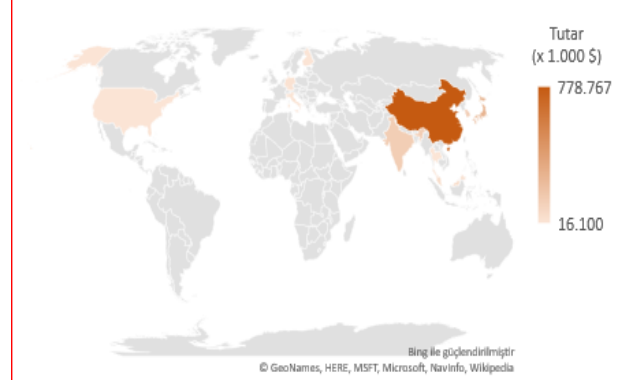 Tutar
(x 1.000 $)
778.767
16.100
Bing ile güçlendirilmiştir
© GeoNames, HERE, MSFT, Microsoft, NavInfo, Wikipedia